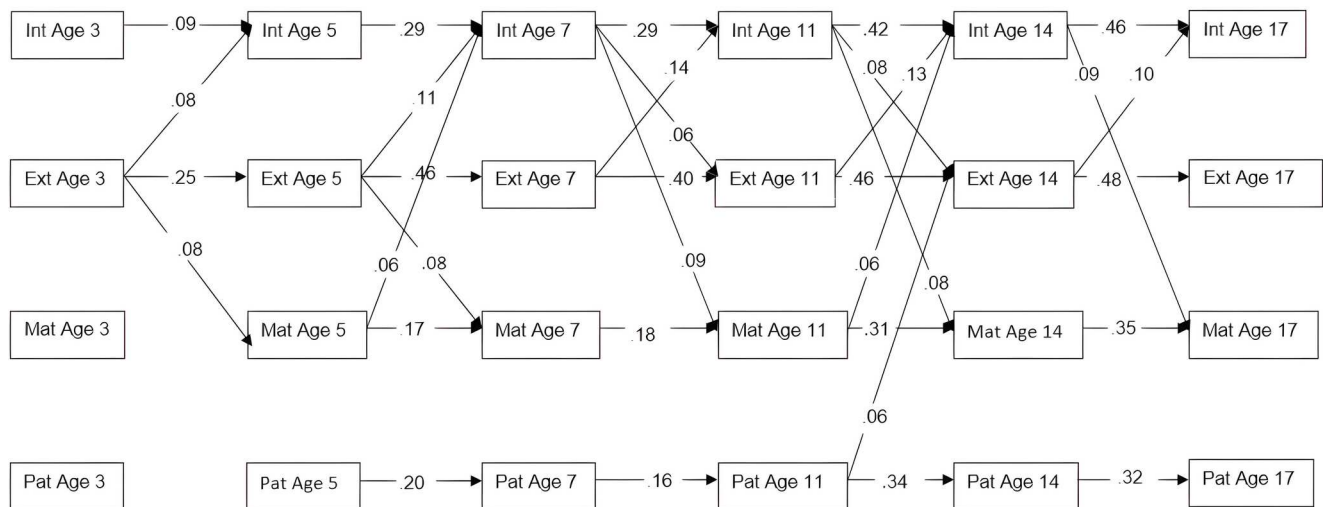 Int Age 3 .09 Int Age 5 .29 Int Age 7 .29 Int Age 11 .42 Int Age 14 .46 Int Age 17
.14 .08 .13 .09 .10
.08 .11
.06
Ext Age 3 .25 Ext Age 5 .46 Ext Age 7 .40 Ext Age 11 .46 Ext Age 14 .48 Ext Age 17
.08 .06 .08 .09 .06 .08
Mat Age 3 Mat Age 5 .17 Mat Age 7 .18 Mat Age 11 .31 Mat Age 14 .35 Mat Age 17
.06
Pat Age 3 Pat Age 5 .20 Pat Age 7 .16 Pat Age 11 .34 Pat Age 14 .32 Pat Age 17